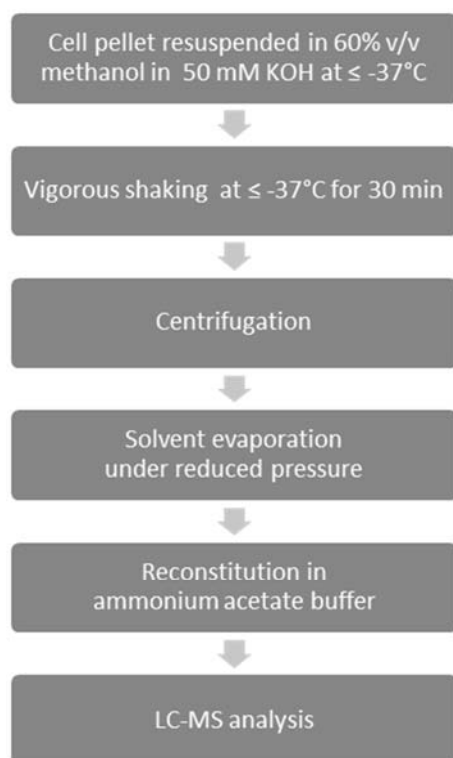 Cell pellet resuspended in 60% v/v
methanol in 50 mM KOH at ≤ -37°C
Vigorous shaking at ≤ -37°C for 30 min
Centrifugation
Solvent evaporation
under reduced pressure
Reconstitution in
ammonium acetate buffer
LC-MS analysis